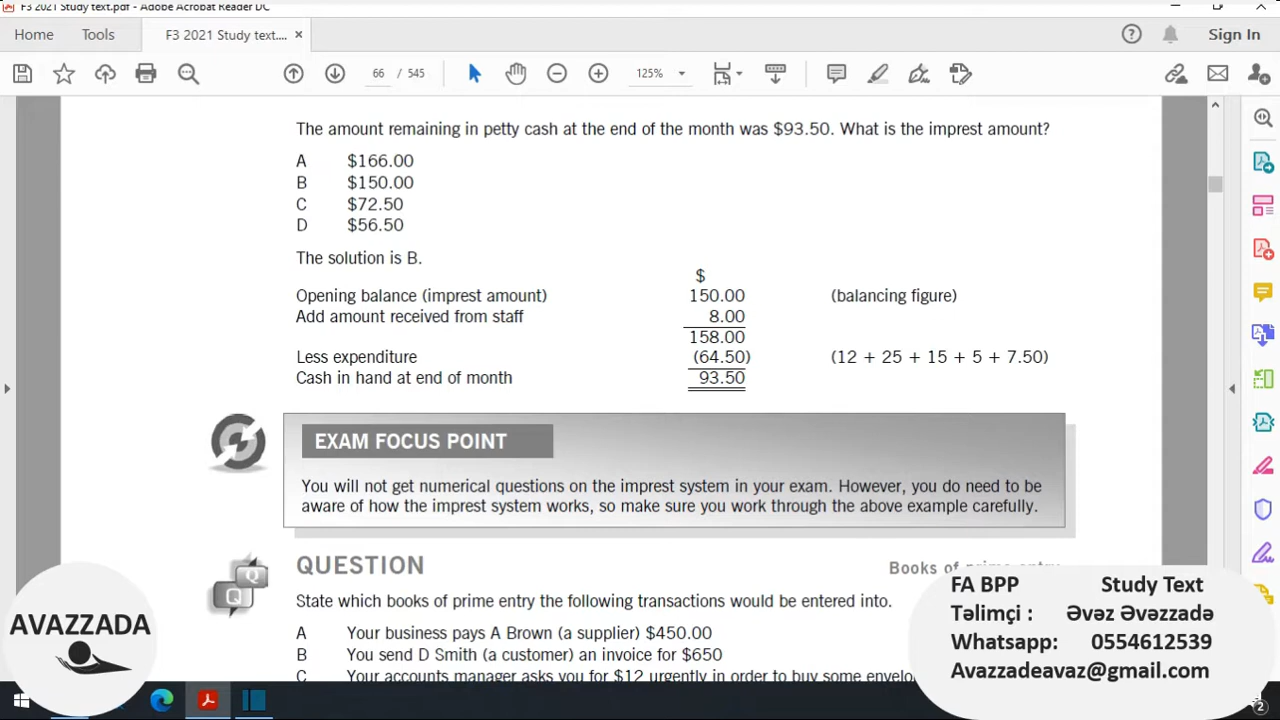 F3 2021 Study text.pdf - Adobe Acrobat Reader DC
Home Tools F3 2021 Study text.... × Sign In
66 / 545 125%
The amount remaining in petty cash at the end of the month was $93.50. What is the imprest amount?
A $166.00
B $150.00
C $72.50
D $56.50
The solution is B.
$
Opening balance (imprest amount) 150.00 (balancing figure)
Add amount received from staff 8.00
158.00
Less expenditure (64.50) (12 + 25 + 15 + 5 + 7.50)
Cash in hand at end of month 93.50
EXAM FOCUS POINT
You will not get numerical questions on the imprest system in your exam. However, you do need to be
aware of how the imprest system works, so make sure you work through the above example carefully.
QUESTION Books of prime entry
Q
Q
State which books of prime entry the following transactions would be entered into.
A Your business pays A Brown (a supplier) $450.00
B You send D Smith (a customer) an invoice for $650
C Your accounts manager asks you for $12 urgently in order to buy some envelo
AVAZZADA
FA BPP Study Text
Təlimçi : Əvəz Əvəzzadə
Whatsapp: 0554612539
Avazzadeavaz@gmail.com
2